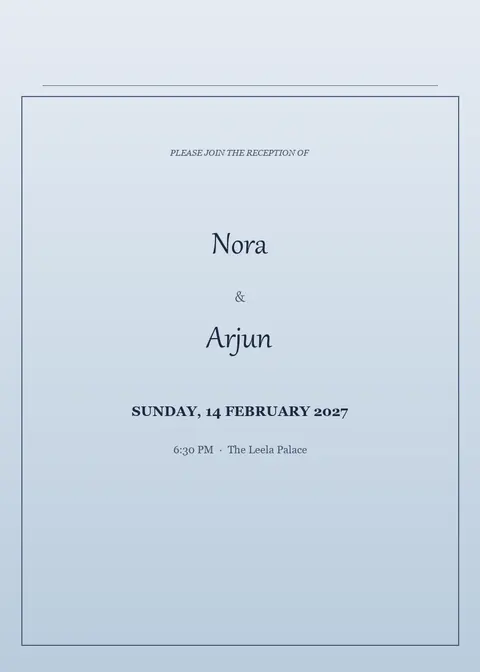 PLEASE JOIN THE RECEPTION OF
Nora
&
Arjun
SUNDAY, 14 FEBRUARY 2027
6:30 PM · The Leela Palace